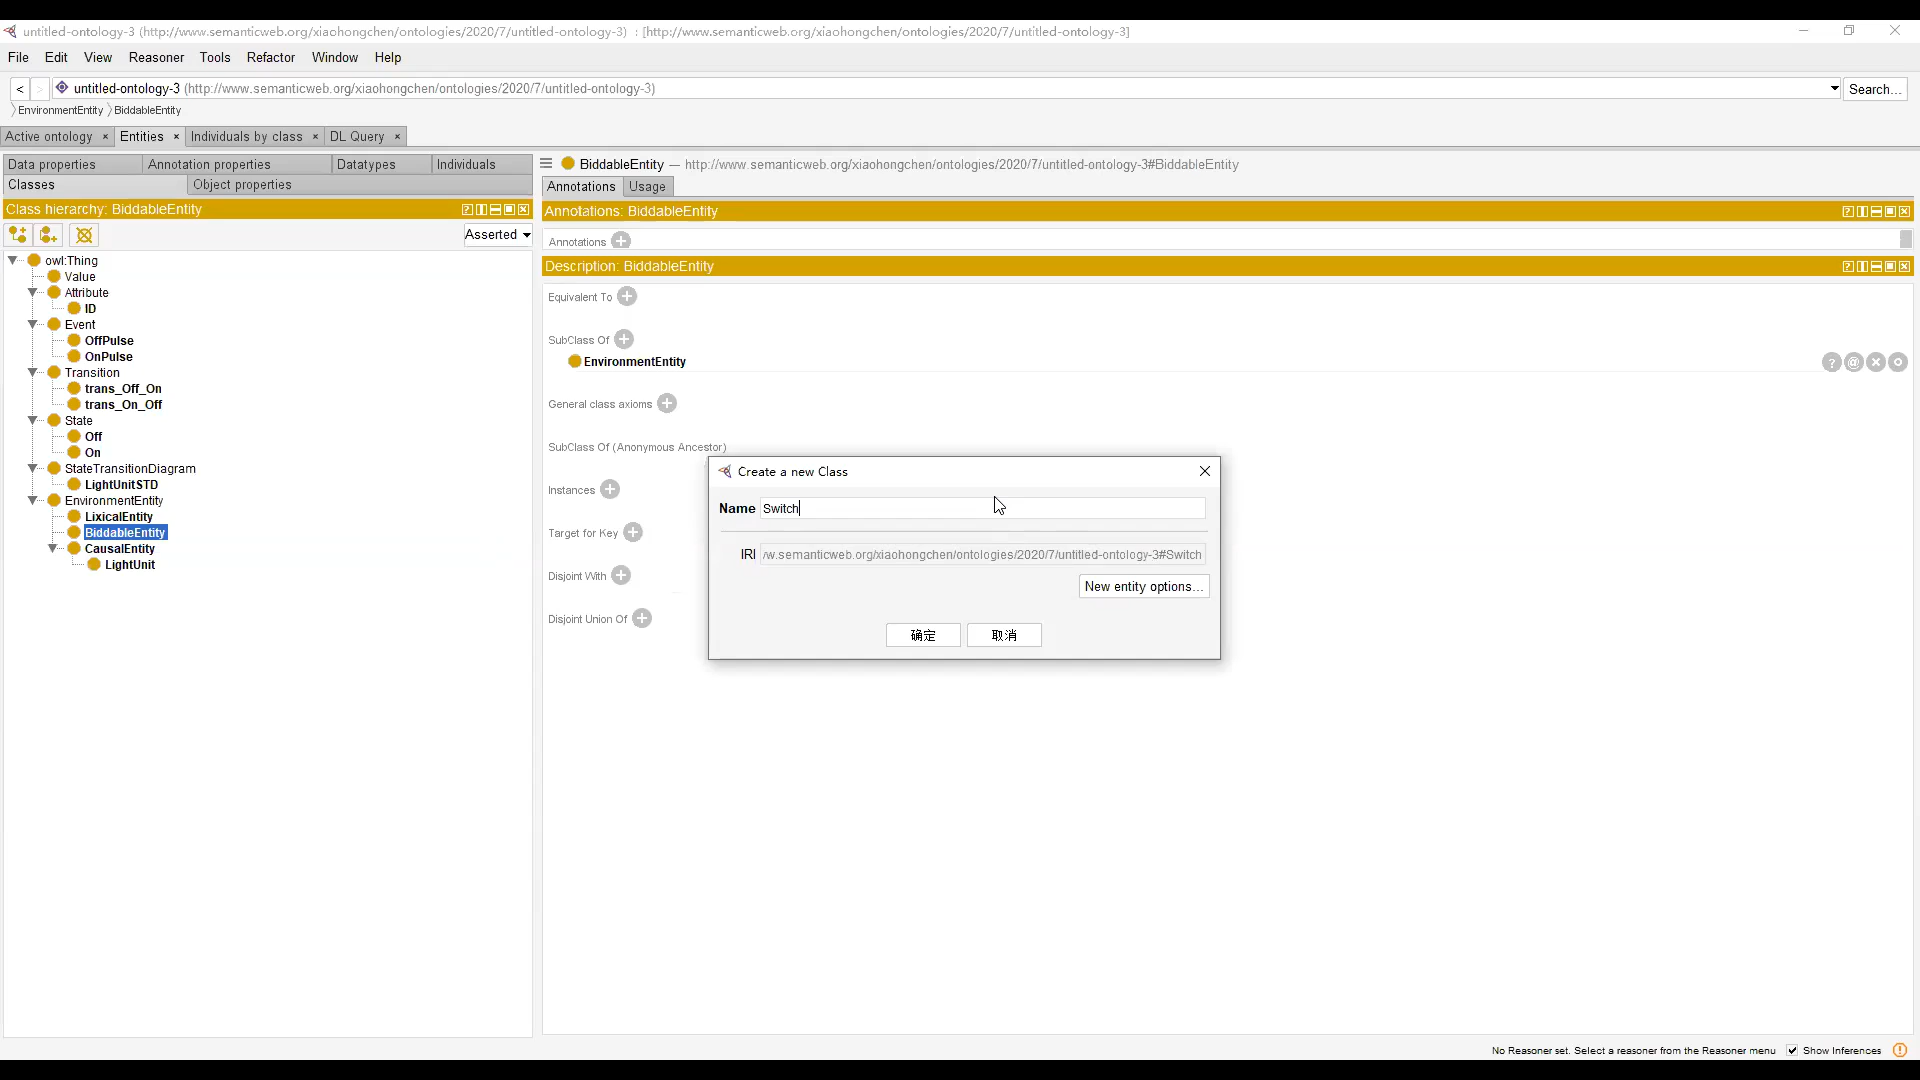 untitled-ontology-3 (http://www.semanticweb.org/xiaohongchen/ontologies/2020/7/untitled-ontology-3) : [http://www.semanticweb.org/xiaohongchen/ontologies/2020/7/untitled-ontology-3]
File Edit View Reasoner Tools Refactor Window Help
< > untitled-ontology-3 (http://www.semanticweb.org/xiaohongchen/ontologies/2020/7/untitled-ontology-3) Search...
EnvironmentEntity BiddableEntity
Active ontology × Entities × Individuals by class × DL Query ×
Data properties Annotation properties Datatypes Individuals
Classes Object properties
Class hierarchy: BiddableEntity
Asserted
owl:Thing
Value
Attribute
ID
Event
OffPulse
OnPulse
Transition
trans_Off_On
trans_On_Off
State
Off
On
StateTransitionDiagram
LightUnitSTD
EnvironmentEntity
LixicalEntity
BiddableEntity
CausalEntity
LightUnit
BiddableEntity — http://www.semanticweb.org/xiaohongchen/ontologies/2020/7/untitled-ontology-3#BiddableEntity
Annotations Usage
Annotations: BiddableEntity
Annotations
Description: BiddableEntity
Equivalent To
SubClass Of
EnvironmentEntity
General class axioms
SubClass Of (Anonymous Ancestor)
Instances
Target for Key
Disjoint With
Disjoint Union Of
Create a new Class
Name Switch
IRI /w.semanticweb.org/xiaohongchen/ontologies/2020/7/untitled-ontology-3#Switch
New entity options...
确定 取消
No Reasoner set. Select a reasoner from the Reasoner menu Show Inferences